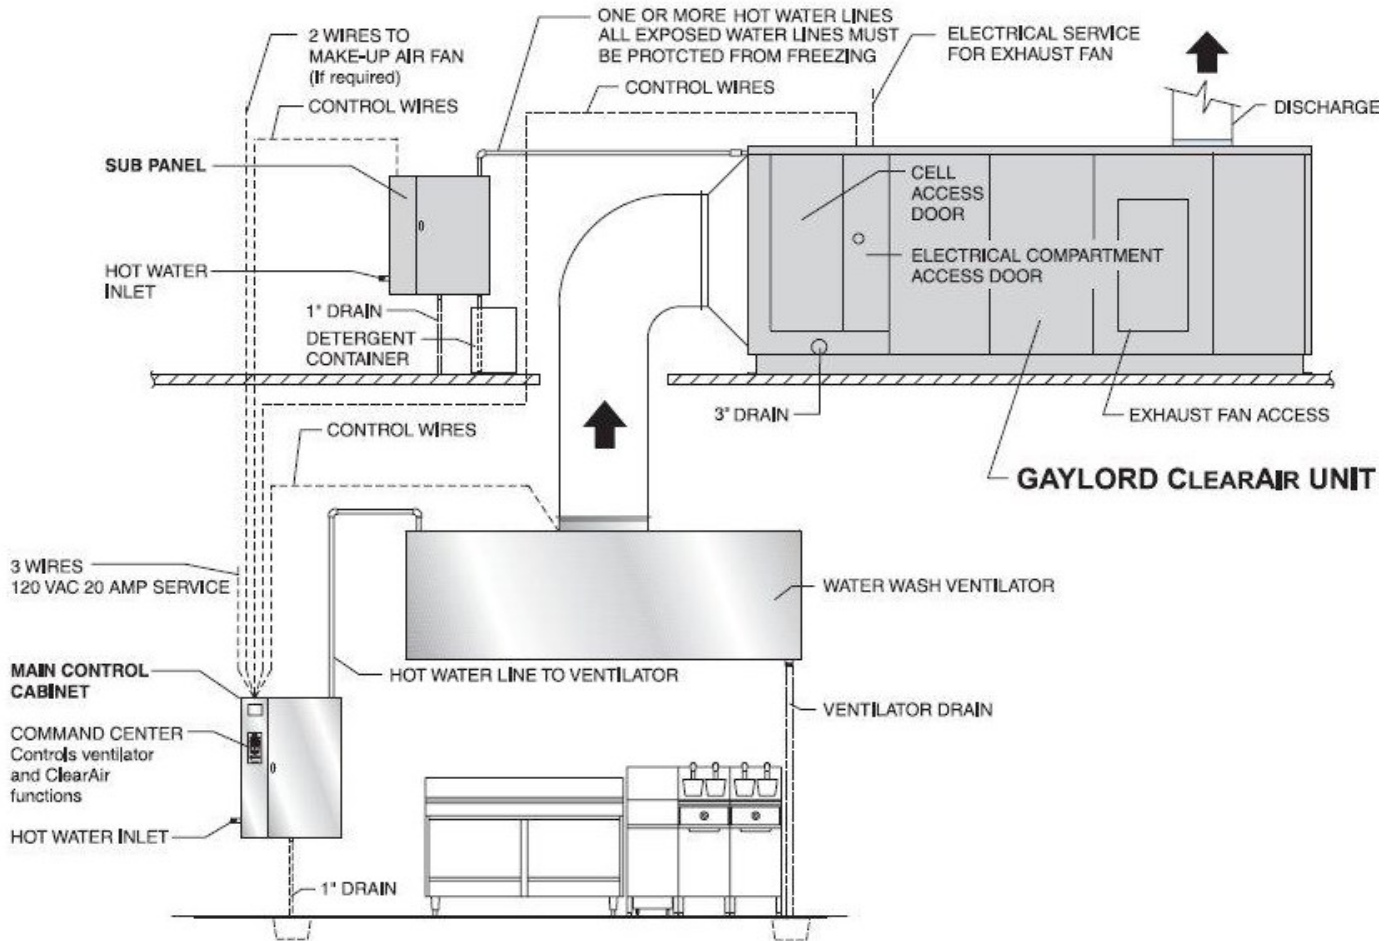 2 WIRES TO
MAKE-UP AIR FAN
(If required)
CONTROL WIRES
ONE OR MORE HOT WATER LINES
ALL EXPOSED WATER LINES MUST
BE PROTCTED FROM FREEZING
CONTROL WIRES
ELECTRICAL SERVICE
FOR EXHAUST FAN
DISCHARGE
SUB PANEL
CELL
ACCESS
DOOR
ELECTRICAL COMPARTMENT
ACCESS DOOR
HOT WATER
INLET
1" DRAIN
DETERGENT
CONTAINER
3" DRAIN
EXHAUST FAN ACCESS
CONTROL WIRES
GAYLORD CLEARAIR UNIT
3 WIRES
120 VAC 20 AMP SERVICE
WATER WASH VENTILATOR
MAIN CONTROL
CABINET
HOT WATER LINE TO VENTILATOR
VENTILATOR DRAIN
COMMAND CENTER
Controls ventilator
and ClearAir
functions
HOT WATER INLET
1" DRAIN